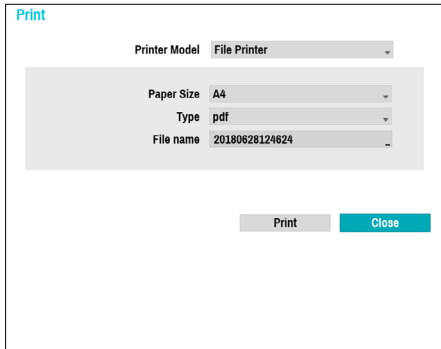 Print
Printer Model File Printer
Paper Size A4
Type pdf
File name 20180628124624
Print Close